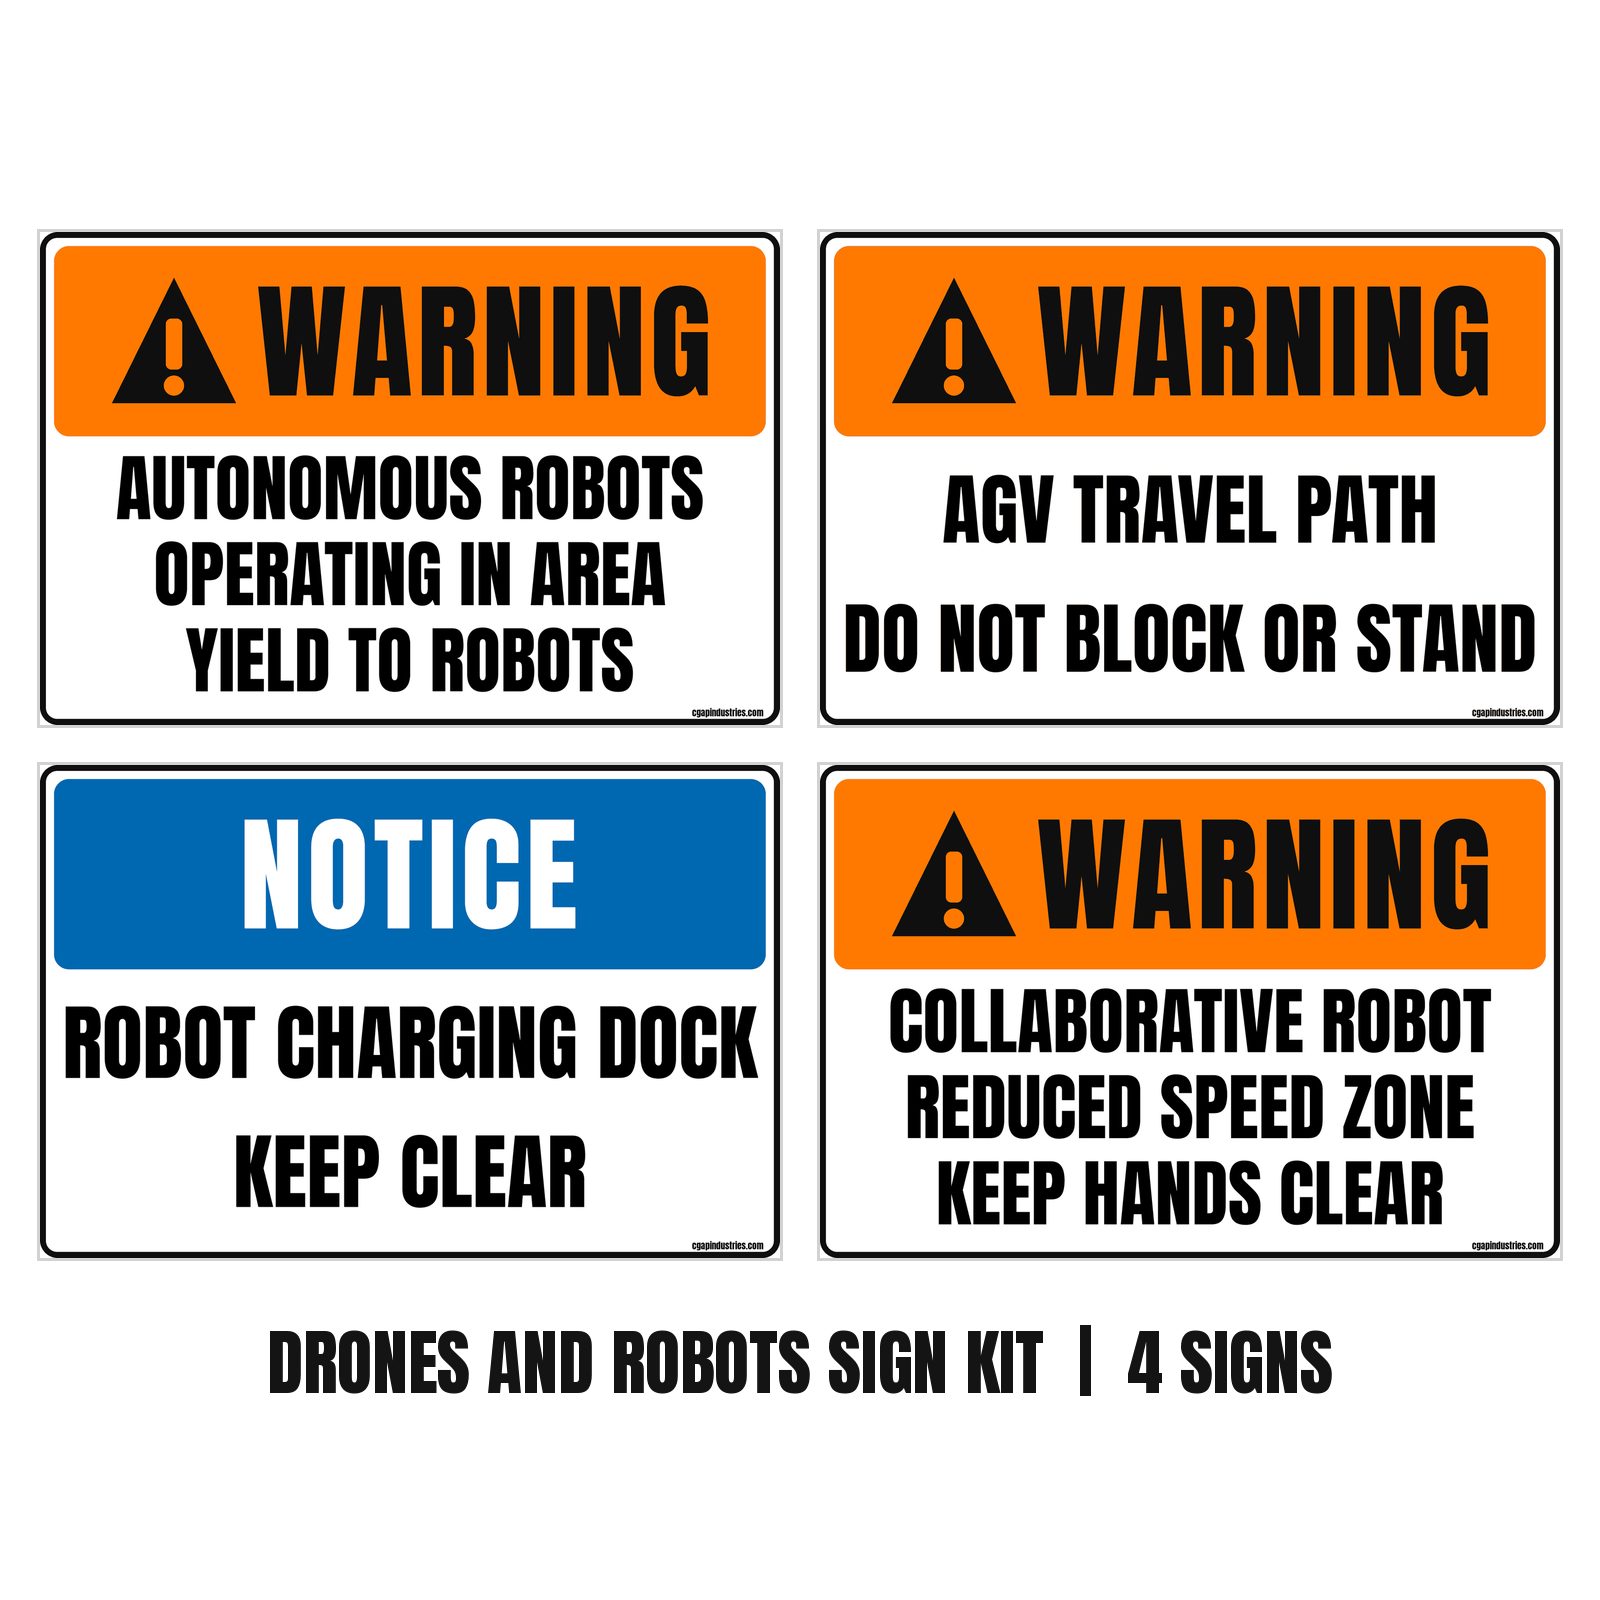 WARNING
AUTONOMOUS ROBOTS
OPERATING IN AREA
YIELD TO ROBOTS
cgapindustries.com
WARNING
AGV TRAVEL PATH
DO NOT BLOCK OR STAND
cgapindustries.com
NOTICE
ROBOT CHARGING DOCK
KEEP CLEAR
cgapindustries.com
WARNING
COLLABORATIVE ROBOT
REDUCED SPEED ZONE
KEEP HANDS CLEAR
cgapindustries.com
DRONES AND ROBOTS SIGN KIT | 4 SIGNS